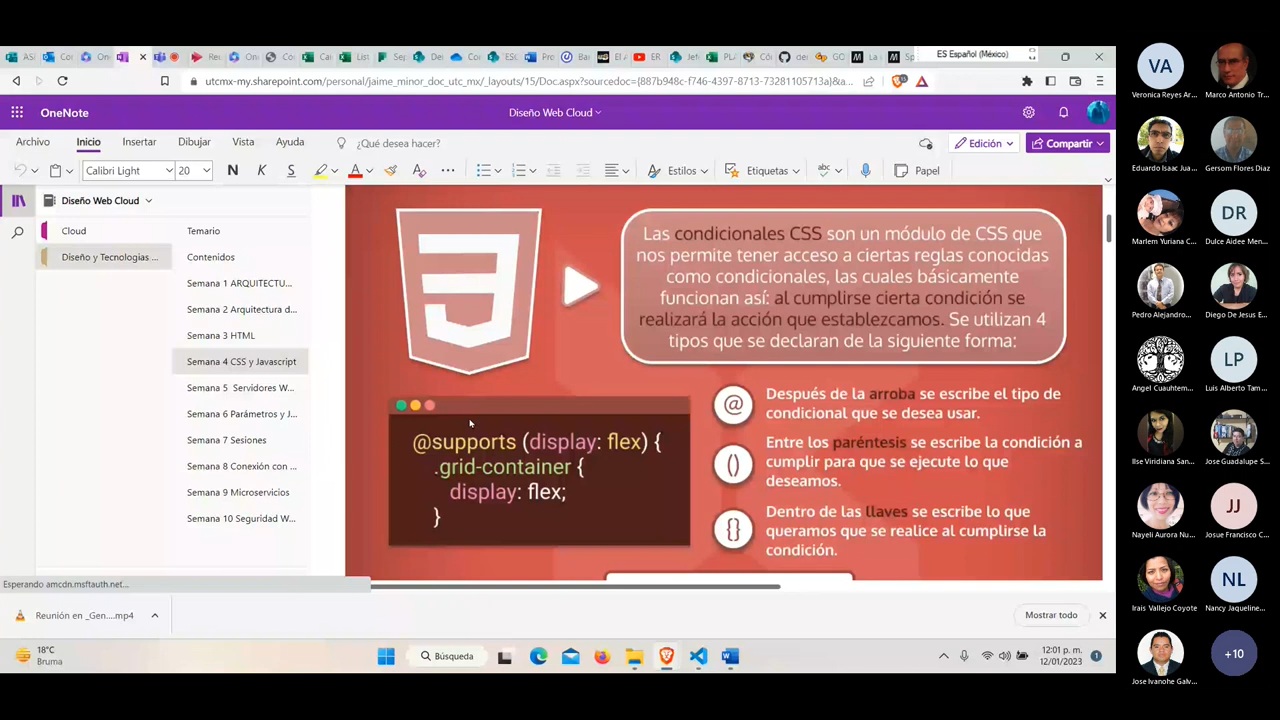 ES Español (México)
utcmx-my.sharepoint.com/personal/jaime_minor_doc_utc_mx/_layouts/15/Doc.aspx?sourcedoc={887b948c-f746-4397-8713-73281105713a}&a...
OneNote
Diseño Web Cloud
Archivo
Inicio
Insertar
Dibujar
Vista
Ayuda
¿Qué desea hacer?
Edición
Compartir
Calibri Light
20
N
K
S
A
Estilos
Etiquetas
abc
Papel
Diseño Web Cloud
Cloud
Diseño y Tecnologias ...
Temario
Contenidos
Semana 1 ARQUITECTU...
Semana 2 Arquitectura d...
Semana 3 HTML
Semana 4 CSS y Javascript
Semana 5 Servidores W...
Semana 6 Parámetros y J...
Semana 7 Sesiones
Semana 8 Conexión con ...
Semana 9 Microservicios
Semana 10 Seguridad W...
Las condicionales CSS son un módulo de CSS que
nos permite tener acceso a ciertas reglas conocidas
como condicionales, las cuales básicamente
funcionan así: al cumplirse cierta condición se
realizará la acción que establezcamos. Se utilizan 4
tipos que se declaran de la siguiente forma:
@supports (display: flex) {
.grid-container {
display: flex;
}
@
Después de la arroba se escribe el tipo de
condicional que se desea usar.
()
Entre los paréntesis se escribe la condición a
cumplir para que se ejecute lo que
deseamos.
{}
Dentro de las llaves se escribe lo que
queramos que se realice al cumplirse la
condición.
Esperando amcdn.msftauth.net...
Reunión en _Gen....mp4
Mostrar todo
18°C
Bruma
Búsqueda
12:01 p. m.
12/01/2023
1
VA
Veronica Reyes Ar...
Marco Antonio Tr...
Eduardo Isaac Jua...
Gersom Flores Diaz
Marlem Yuriana C...
DR
Dulce Aidee Men...
Pedro Alejandro...
Diego De Jesus E...
Angel Cuauhtem...
LP
Luis Alberto Tam...
Ilse Viridiana San...
Jose Guadalupe S...
Nayeli Aurora Nu...
JJ
Josue Francisco C...
Irais Vallejo Coyote
NL
Nancy Jaqueline...
Jose Ivanohe Galv...
+10